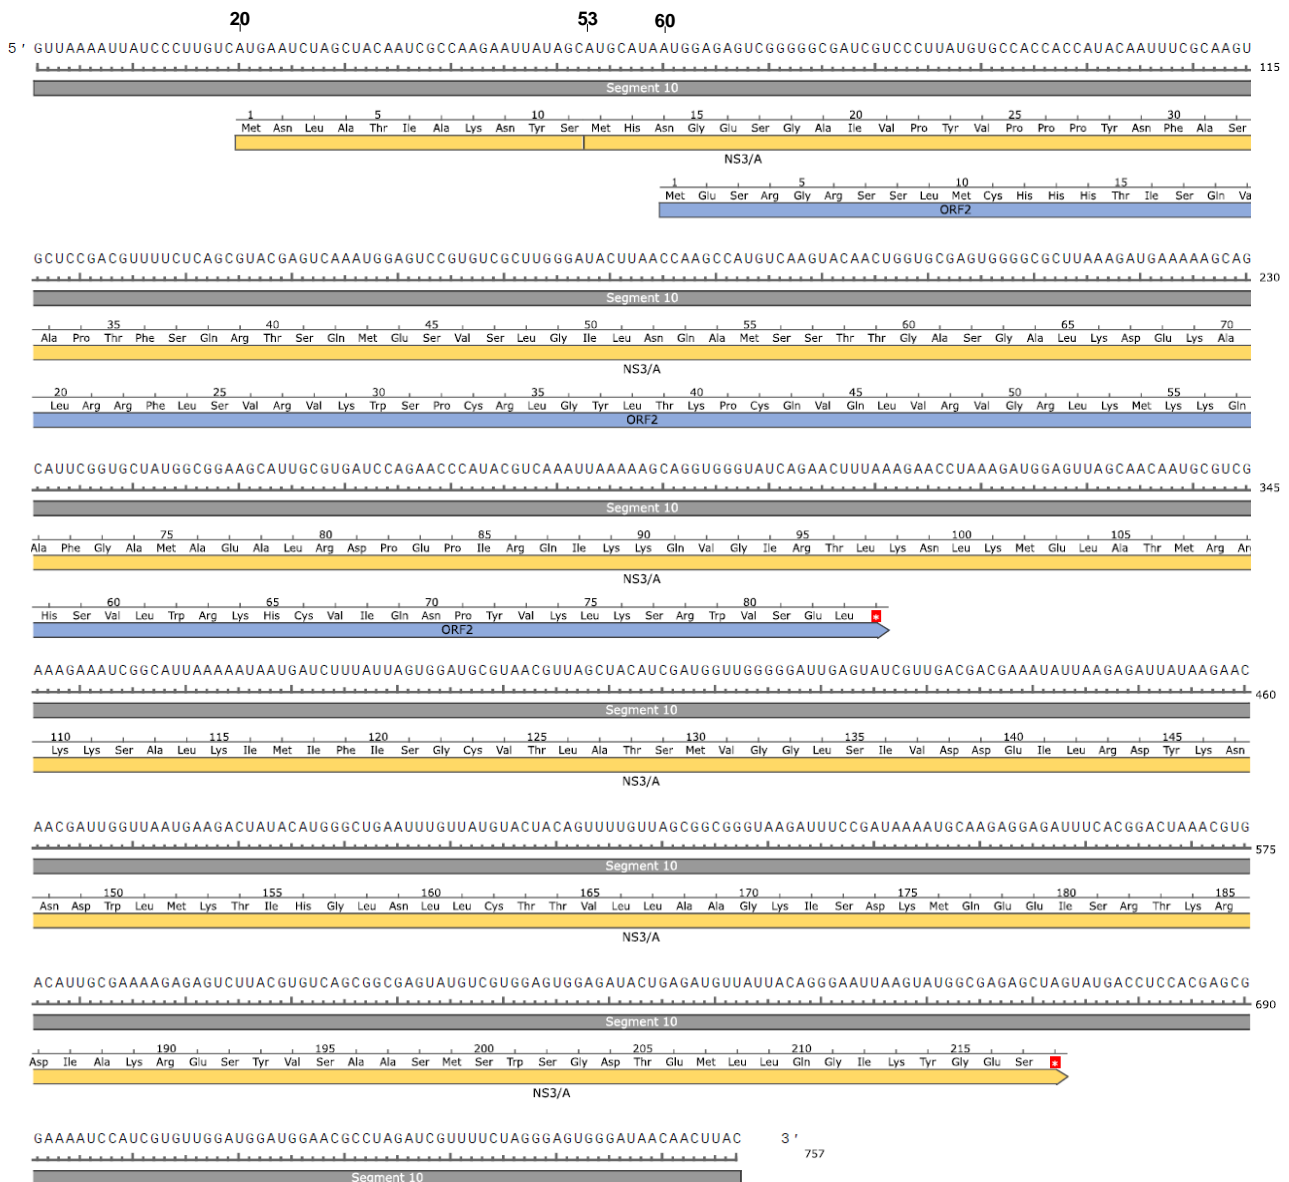 20 53 60
5' GUUAAAAUUAUCCCUUGUCAUGAAUCUAGCUACAAUCGCCAAGAAUUAUAGCAUGCAUAAUGGAGAGUCGGGGGCGAUCGUCCCUUAUGUGCCACCACCAUACAAUUUCGCAAGU
115
Segment 10
1 5 10 15 20 25 30
Met Asn Leu Ala Thr Ile Ala Lys Asn Tyr Ser Met His Asn Gly Glu Ser Gly Ala Ile Val Pro Tyr Val Pro Pro Pro Tyr Asn Phe Ala Ser
NS3/A
1 5 10 15
Met Glu Ser Arg Gly Arg Ser Ser Leu Met Cys His His His Thr Ile Ser Gln Va
ORF2
GCUCCGACGUUUUCUCAGCGUACGAGUCAAAUGGAGUCCGUGUCGCUUGGGAUACUUAACCAAGCCAUGUCAAGUACAACUGGUGCGAGUGGGGCGCUUAAAGAUGAAAAAGCAG
230
Segment 10
35 40 45 50 55 60 65 70
Ala Pro Thr Phe Ser Gln Arg Thr Ser Gln Met Glu Ser Val Ser Leu Gly Ile Leu Asn Gln Ala Met Ser Ser Thr Thr Gly Ala Ser Gly Ala Leu Lys Asp Glu Lys Ala
NS3/A
20 25 30 35 40 45 50 55
Leu Arg Arg Phe Leu Ser Val Arg Val Lys Trp Ser Pro Cys Arg Leu Gly Tyr Leu Thr Lys Pro Cys Gln Val Gln Leu Val Arg Val Gly Arg Leu Lys Met Lys Lys Gln
ORF2
CAUUCGGUGCUAUGGCGGAAGCAUUGCGUGAUCCAGAACCCAUACGUCAAAUUAAAAAGCAGGUGGGUAUCAGAACUUUAAAGAACCUAAAGAUGGAGUUAGCAACAAUGCGUCG
345
Segment 10
75 80 85 90 95 100 105
Ala Phe Gly Ala Met Ala Glu Ala Leu Arg Asp Pro Glu Pro Ile Arg Gln Ile Lys Lys Gln Val Gly Ile Arg Thr Leu Lys Asn Leu Lys Met Glu Leu Ala Thr Met Arg Ar
NS3/A
60 65 70 75 80
His Ser Val Leu Trp Arg Lys His Cys Val Ile Gln Asn Pro Tyr Val Lys Leu Lys Ser Arg Trp Val Ser Glu Leu *
ORF2
AAAGAAAUCGGCAUUAAAAAUAAUGAUCUUUAUUAGUGGAUGCGUAACGUUAGCUACAUCGAUGGUUGGGGGAUUGAGUAUCGUUGACGACGAAAUAUUAAGAGAUUAUAAGAAC
460
Segment 10
110 115 120 125 130 135 140 145
Lys Lys Ser Ala Leu Lys Ile Met Ile Phe Ile Ser Gly Cys Val Thr Leu Ala Thr Ser Met Val Gly Gly Leu Ser Ile Val Asp Asp Glu Ile Leu Arg Asp Tyr Lys Asn
NS3/A
AACGAUUGGUUAAUGAAGACUAUACAUGGGCUGAAUUUGUUAUGUACUACAGUUUUGUUAGCGGCGGGUAAGAUUUCCGAUAAAAUGCAAGAGGAGAUUUCACGGACUAAACGUG
575
Segment 10
150 155 160 165 170 175 180 185
Asn Asp Trp Leu Met Lys Thr Ile His Gly Leu Asn Leu Leu Cys Thr Thr Val Leu Leu Ala Ala Gly Lys Ile Ser Asp Lys Met Gln Glu Glu Ile Ser Arg Thr Lys Arg
NS3/A
ACAUUGCGAAAAGAGAGUCUUACGUGUCAGCGGCGAGUAUGUCGUGGAGUGGAGAUACUGAGAUGUUAUUACAGGGAAUUAAGUAUGGCGAGAGCUAGUAUGACCUCCACGAGCG
690
Segment 10
190 195 200 205 210 215
Asp Ile Ala Lys Arg Glu Ser Tyr Val Ser Ala Ala Ser Met Ser Trp Ser Gly Asp Thr Glu Met Leu Leu Gln Gly Ile Lys Tyr Gly Glu Ser *
NS3/A
GAAAAUCCAUCGUGUUGGAUGGAUGGAACGCCUAGAUCGUUUUCUAGGGAGUGGGAUAACAACUUAC 3'
757
Segment 10